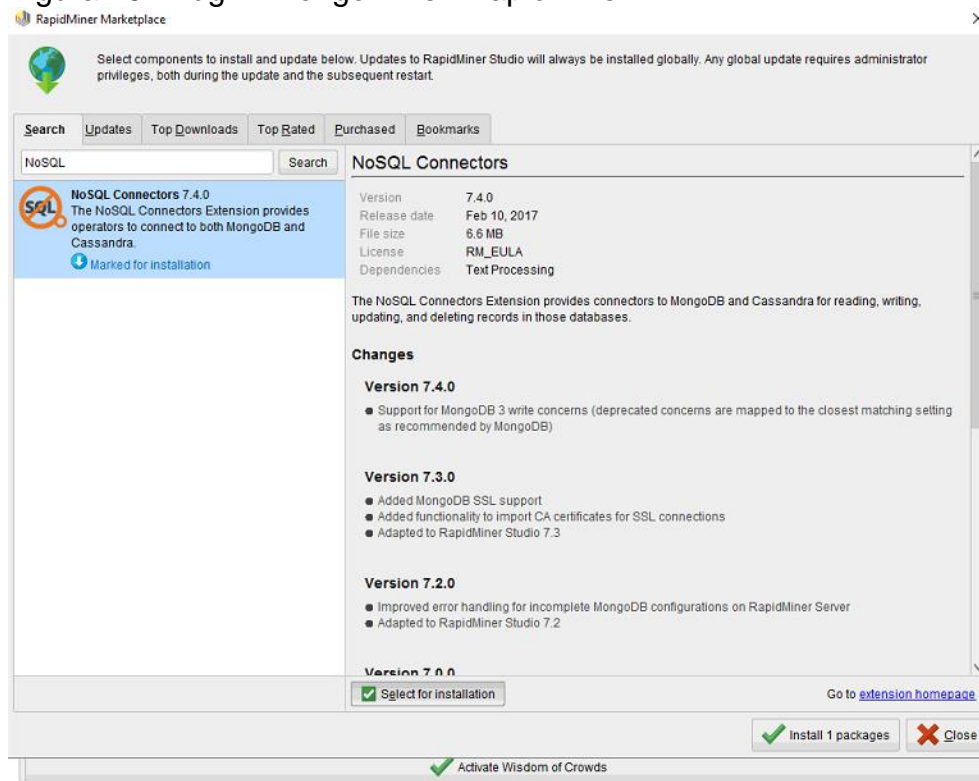 RapidMiner Marketplace
Select components to install and update below. Updates to RapidMiner Studio will always be installed globally. Any global update requires administrator
privileges, both during the update and the subsequent restart.
Search Updates Top Downloads Top Rated Purchased Bookmarks
NoSQL Search
SQL
NoSQL Connectors 7.4.0
The NoSQL Connectors Extension provides
operators to connect to both MongoDB and
Cassandra.
Marked for installation
NoSQL Connectors
Version 7.4.0
Release date Feb 10, 2017
File size 6.6 MB
License RM_EULA
Dependencies Text Processing
The NoSQL Connectors Extension provides connectors to MongoDB and Cassandra for reading, writing,
updating, and deleting records in those databases.
Changes
Version 7.4.0
Support for MongoDB 3 write concerns (deprecated concerns are mapped to the closest matching setting
as recommended by MongoDB)
Version 7.3.0
Added MongoDB SSL support
Added functionality to import CA certificates for SSL connections
Adapted to RapidMiner Studio 7.3
Version 7.2.0
Improved error handling for incomplete MongoDB configurations on RapidMiner Server
Adapted to RapidMiner Studio 7.2
Version 7.0.0
Select for installation
Go to extension homepage
Install 1 packages Close
Activate Wisdom of Crowds